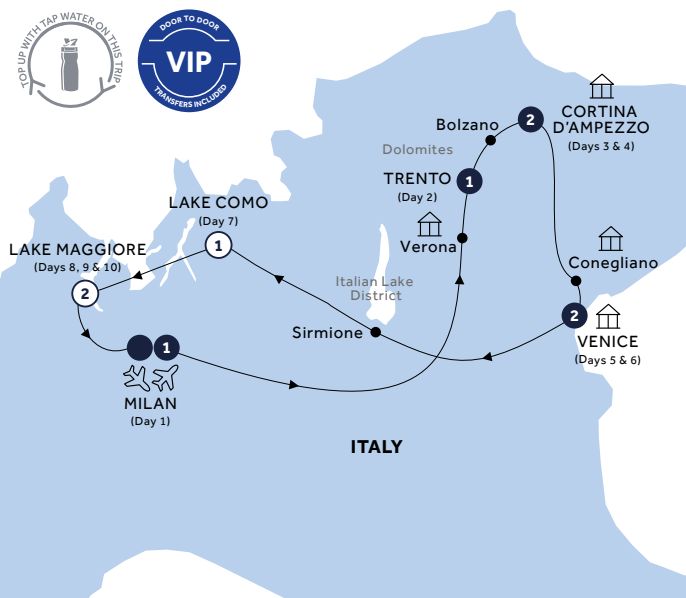 TOP UP WITH TAP WATER ON THIS TRIP
DOOR TO DOOR
VIP
TRANSFERS INCLUDED
2
CORTINA
D'AMPEZZO
(Days 3 & 4)
Bolzano
Dolomites
TRENTO
1
(Day 2)
LAKE COMO
(Day 7)
1
Verona
LAKE MAGGIORE
(Days 8, 9 & 10)
2
Conegliano
Italian Lake
District
Sirmione
2
VENICE
(Days 5 & 6)
1
MILAN
(Day 1)
ITALY